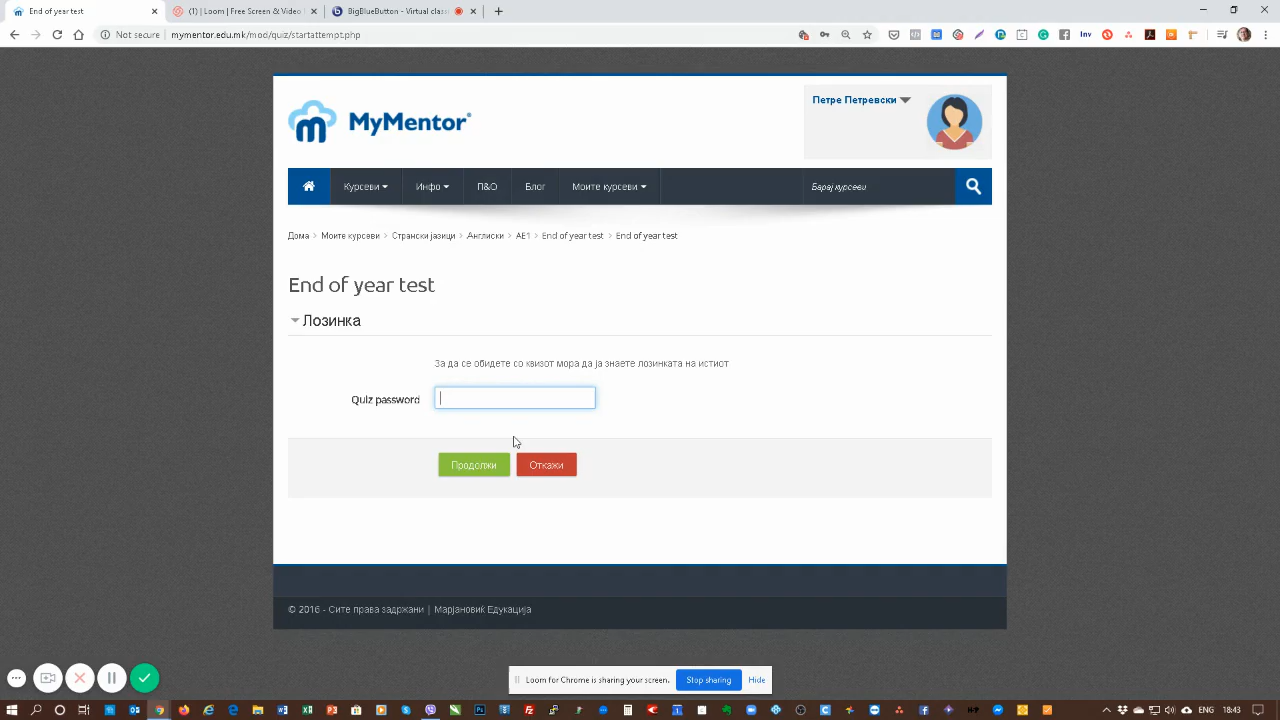 End of year test
(1) Loom | Free Screen & Video
BigBlueButton - Virtual class
Not secure | mymentor.edu.mk/mod/quiz/startattempt.php
MyMentor®
Петре Петревски
Курсеви
Инфо
П&О
Блог
Моите курсеви
Барај курсеви
Дома > Моите курсеви > Странски јазици > Англиски > AE1 > End of year test > End of year test
End of year test
Лозинка
За да се обидете со квизот мора да ја знаете лозинката на истиот
Quiz password
Продолжи
Откажи
© 2016 - Сите права задржани | Марјановиќ Едукација
Loom for Chrome is sharing your screen.
Stop sharing
Hide
18:43